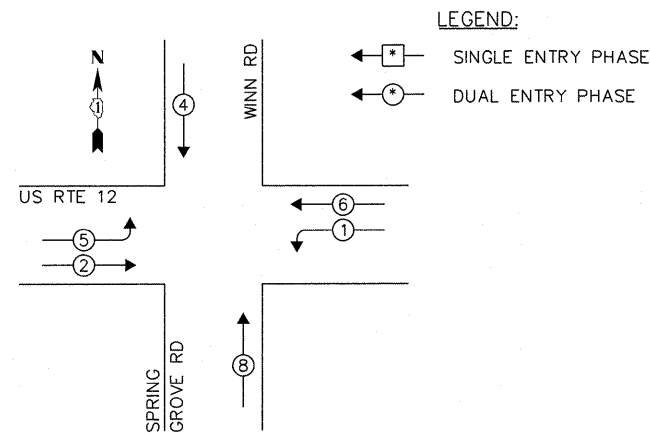 LEGEND:
N
* SINGLE ENTRY PHASE
* DUAL ENTRY PHASE
1
4
WINN RD
US RTE 12
6
5
1
2
8
SPRING
GROVE RD